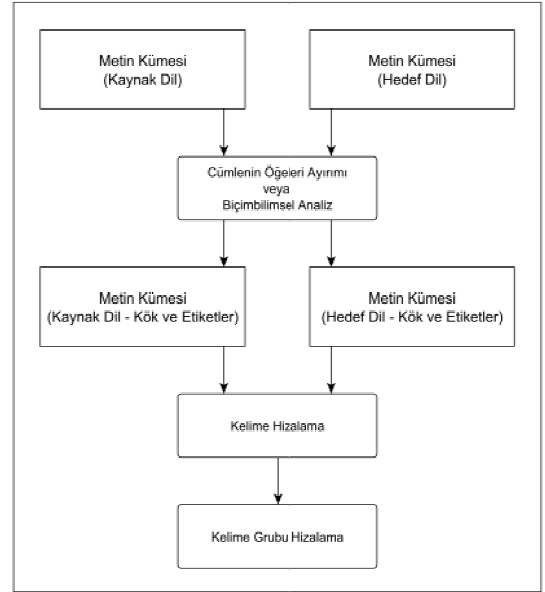 Metin Kümesi
(Kaynak Dil)
Metin Kümesi
(Hedef Dil)
Cümlenin Öğeleri Ayırımı
veya
Biçimbilimsel Analiz
Metin Kümesi
(Kaynak Dil - Kök ve Etiketler)
Metin Kümesi
(Hedef Dil - Kök ve Etiketler)
Kelime Hizalama
Kelime Grubu Hizalama